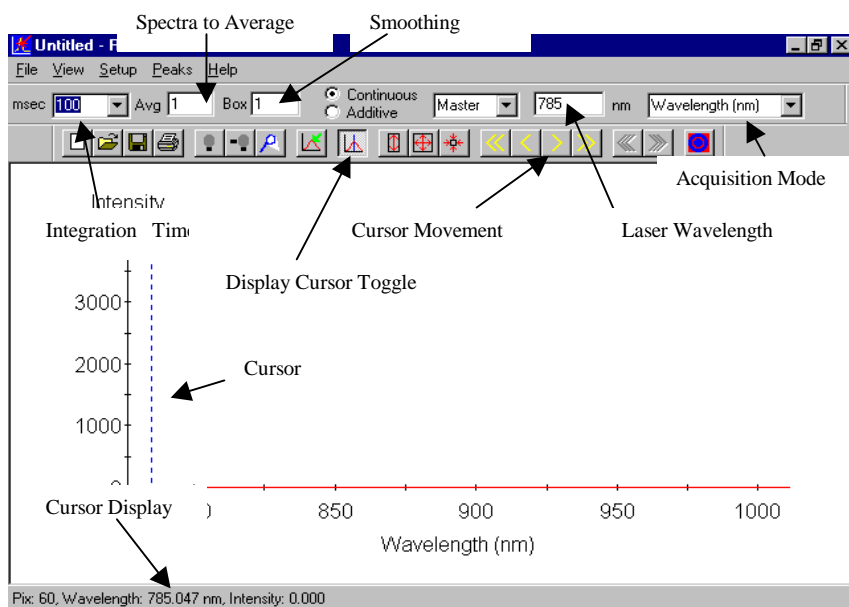 Spectra to Average
Smoothing
Untitled -
File View Setup Peaks Help
msec 100 Avg 1 Box 1 Continuous Additive Master 785 nm Wavelength (nm)
Acquisition Mode
Intensity
Integration Time
Cursor Movement
Laser Wavelength
Display Cursor Toggle
3000
2000
Cursor
1000
Cursor Display
850 900 950 1000
Wavelength (nm)
Pix: 60, Wavelength: 785.047 nm, Intensity: 0.000